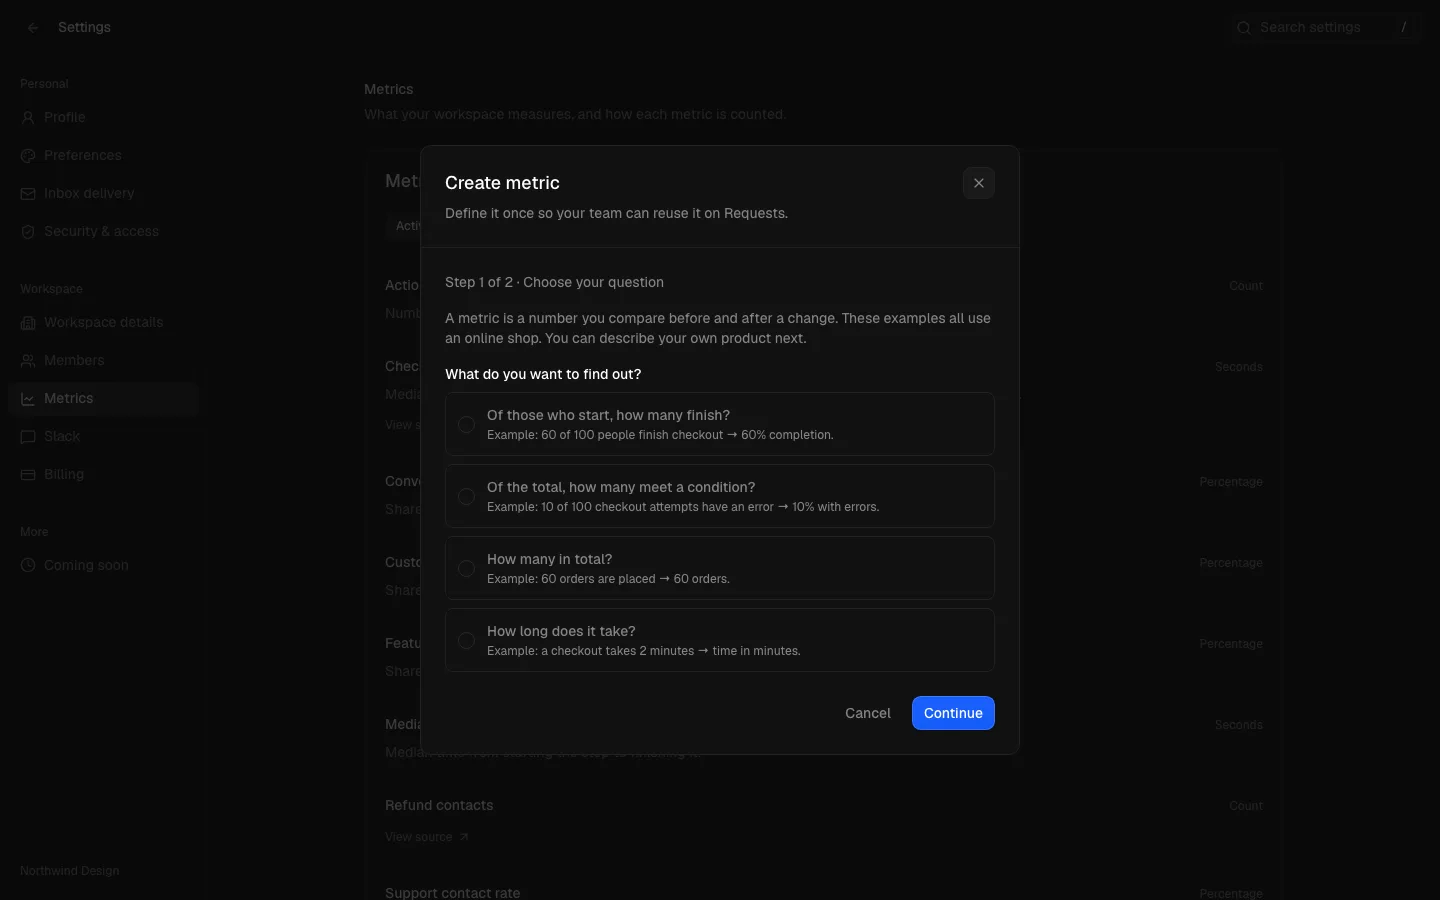 Settings
Search settings
/
Personal
Profile
Preferences
Inbox delivery
Security & access
Workspace
Workspace details
Members
Metrics
Slack
Billing
More
Coming soon
Northwind Design
Metrics
What your workspace measures, and how each metric is counted.
Create metric
Define it once so your team can reuse it on Requests.
Step 1 of 2 · Choose your question
A metric is a number you compare before and after a change. These examples all use
an online shop. You can describe your own product next.
What do you want to find out?
Of those who start, how many finish?
Example: 60 of 100 people finish checkout → 60% completion.
Of the total, how many meet a condition?
Example: 10 of 100 checkout attempts have an error → 10% with errors.
How many in total?
Example: 60 orders are placed → 60 orders.
How long does it take?
Example: a checkout takes 2 minutes → time in minutes.
Cancel
Continue
Count
Seconds
Percentage
Share
Percentage
Share
Percentage
Share
Seconds
Refund contacts
Count
View source
Support contact rate
Percentage